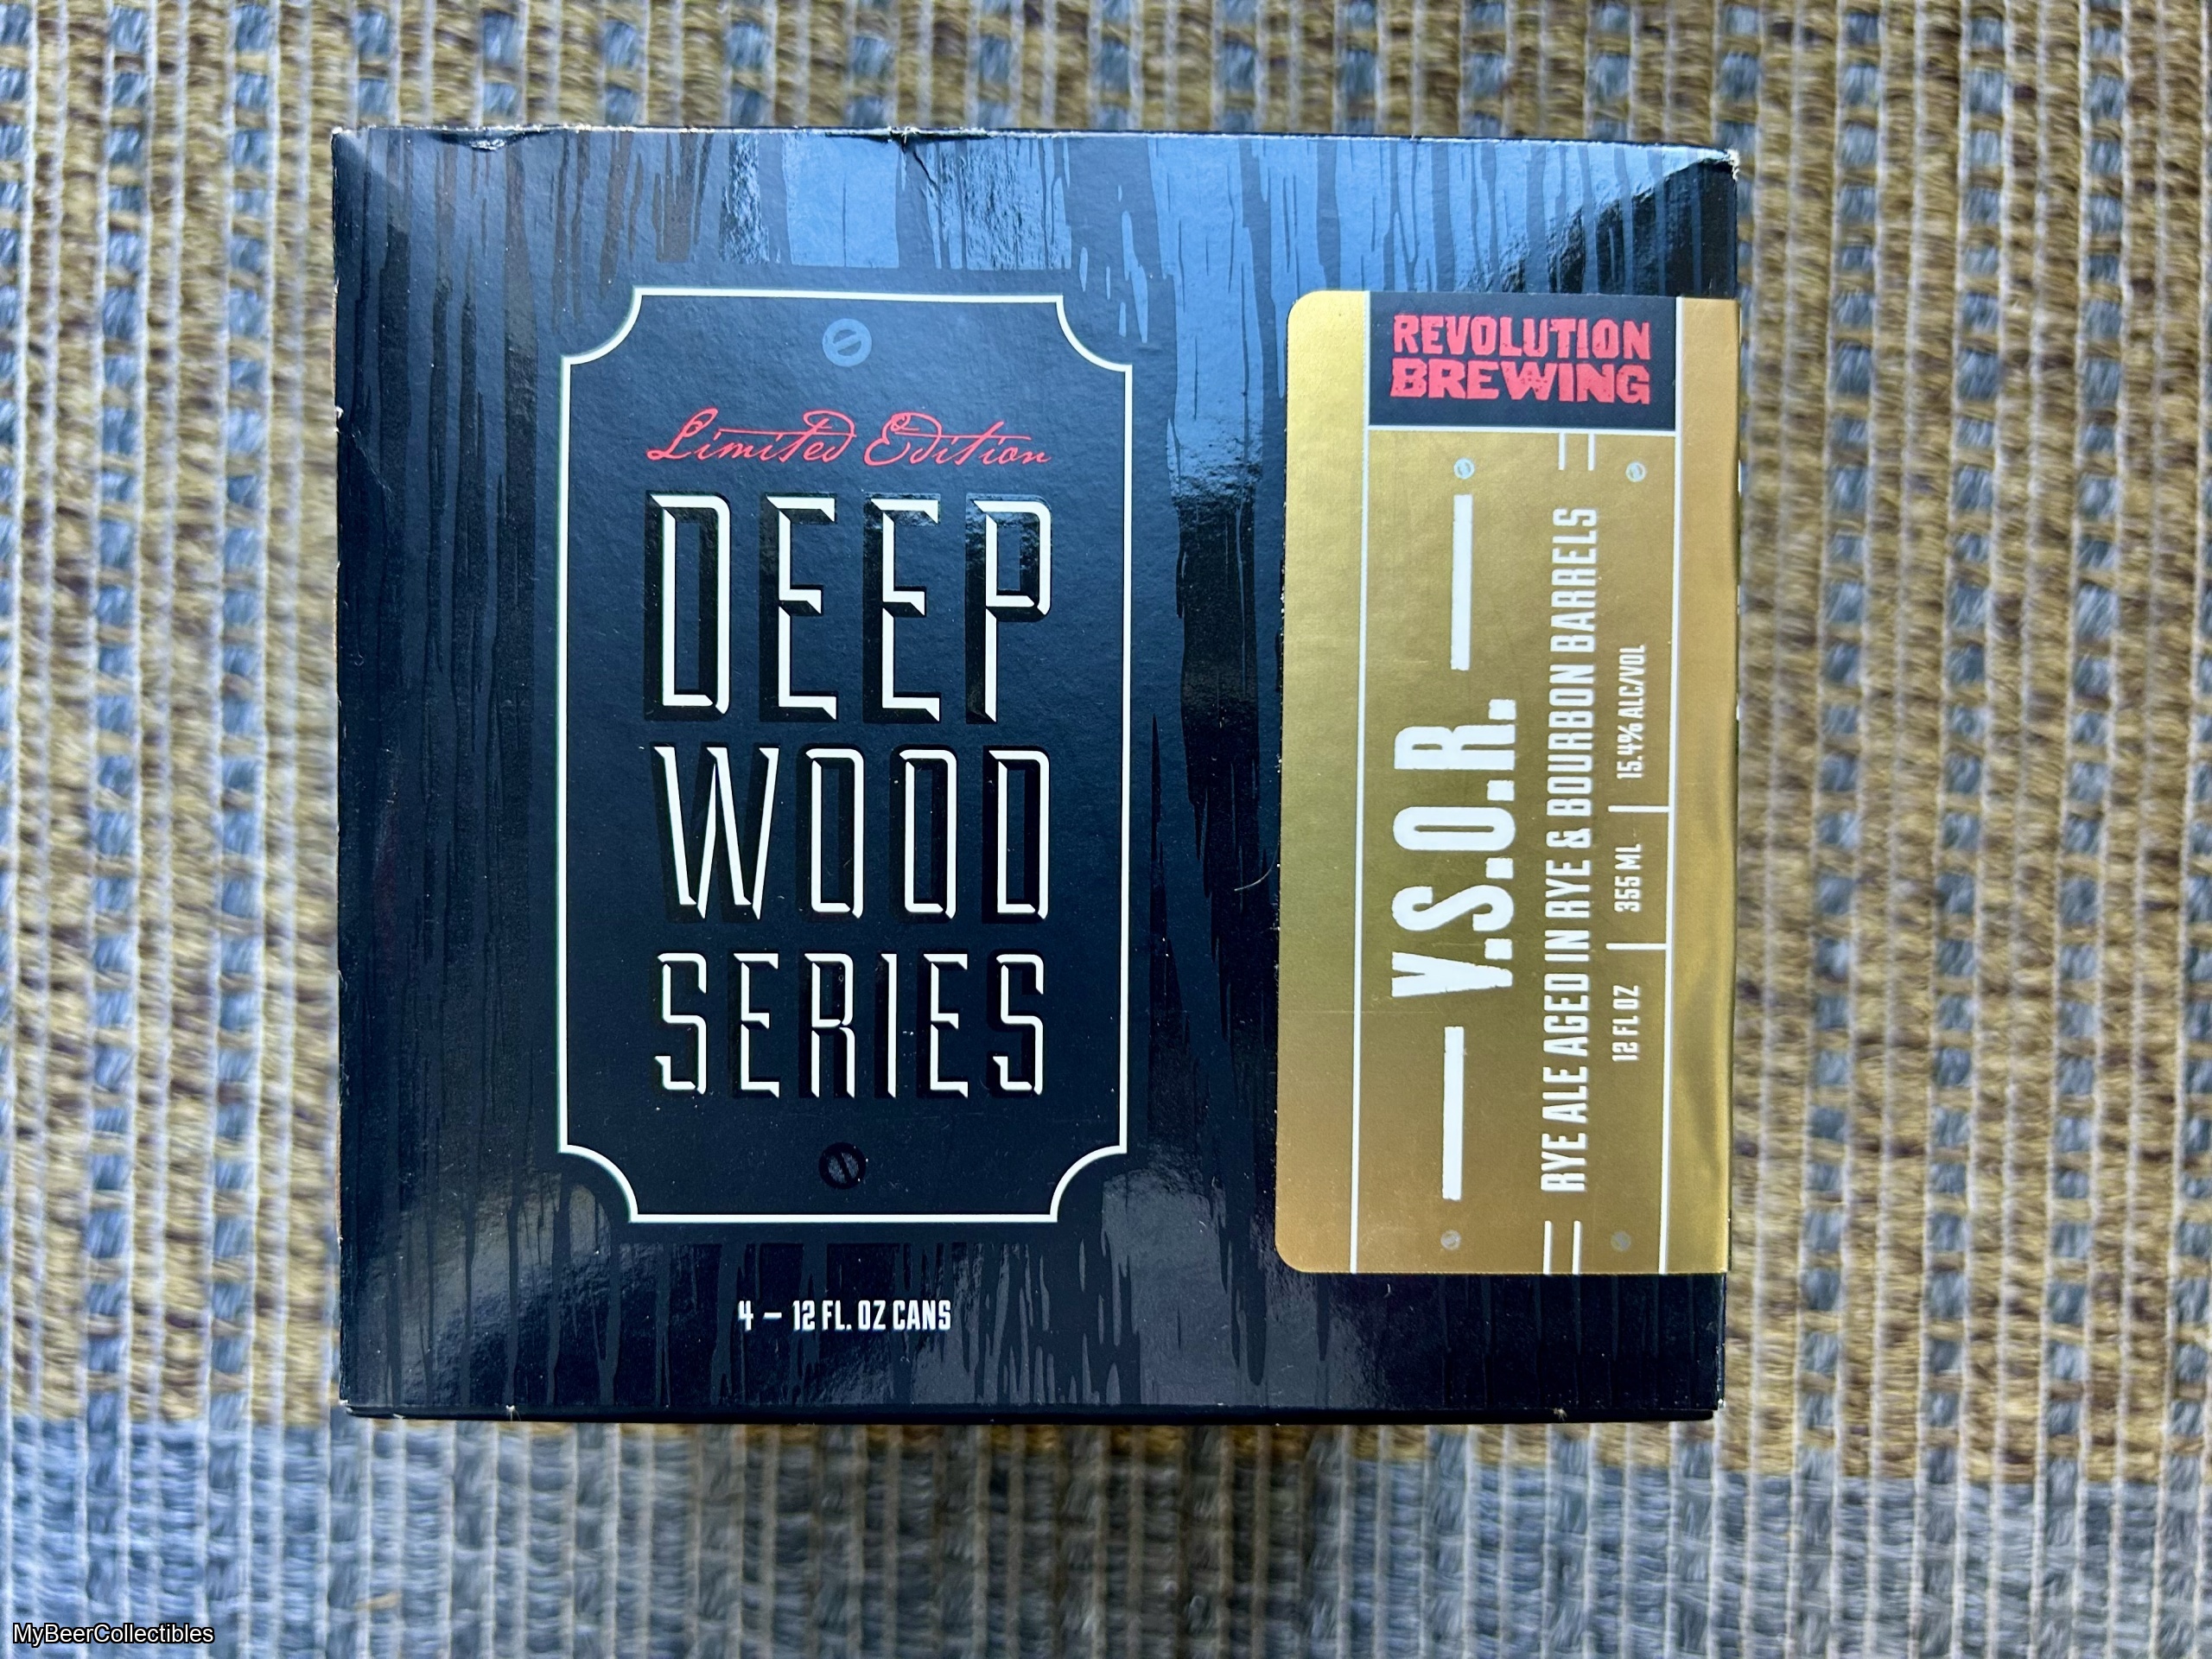 Limited Edition
DEEP
WOOD
SERIES
4 – 12 FL. OZ CANS
REVOLUTION
BREWING
V.S.O.R.
RYE ALE AGED IN RYE & BOURBON BARRELS
12 FL OZ | 355 ML | 15.4% ALC/VOL
MyBeerCollectibles